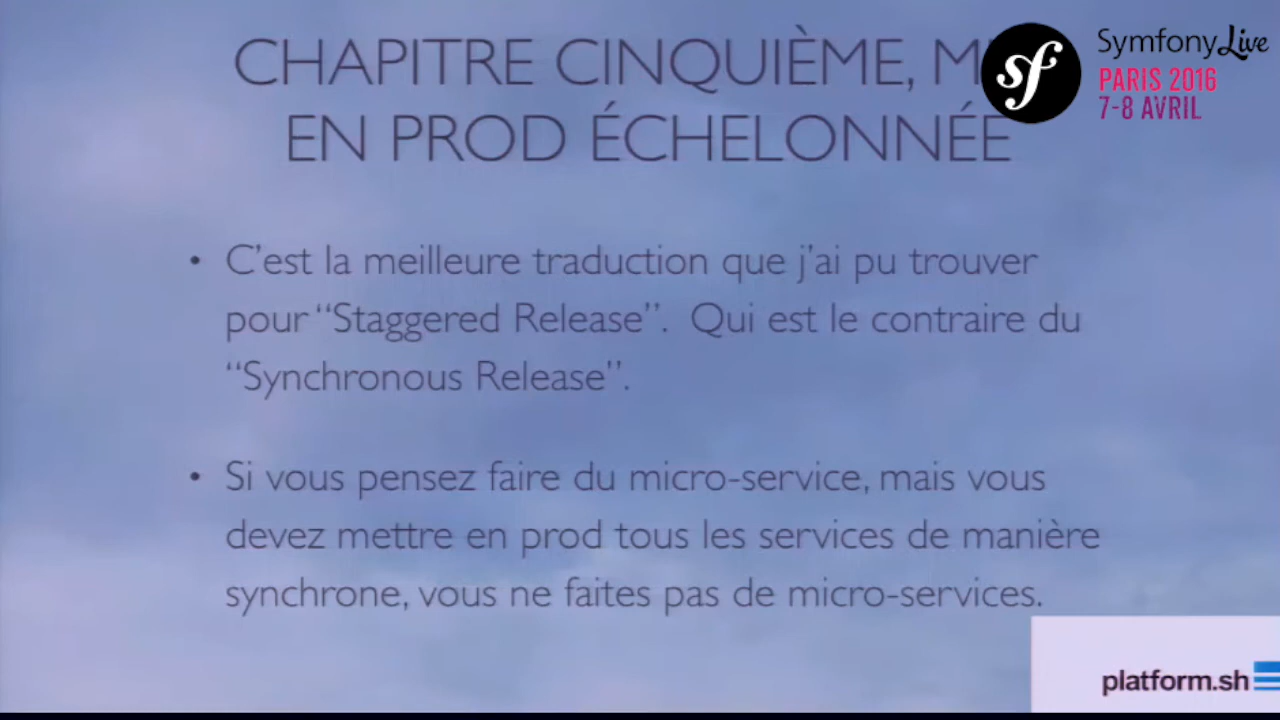 CHAPITRE CINQUIÈME, M
EN PROD ÉCHELONNÉE
SymfonyLive
PARIS 2016
7-8 AVRIL
sf
• C’est la meilleure traduction que j’ai pu trouver
pour “Staggered Release”. Qui est le contraire du
“Synchronous Release”.
• Si vous pensez faire du micro-service, mais vous
devez mettre en prod tous les services de manière
synchrone, vous ne faites pas de micro-services.
platform.sh